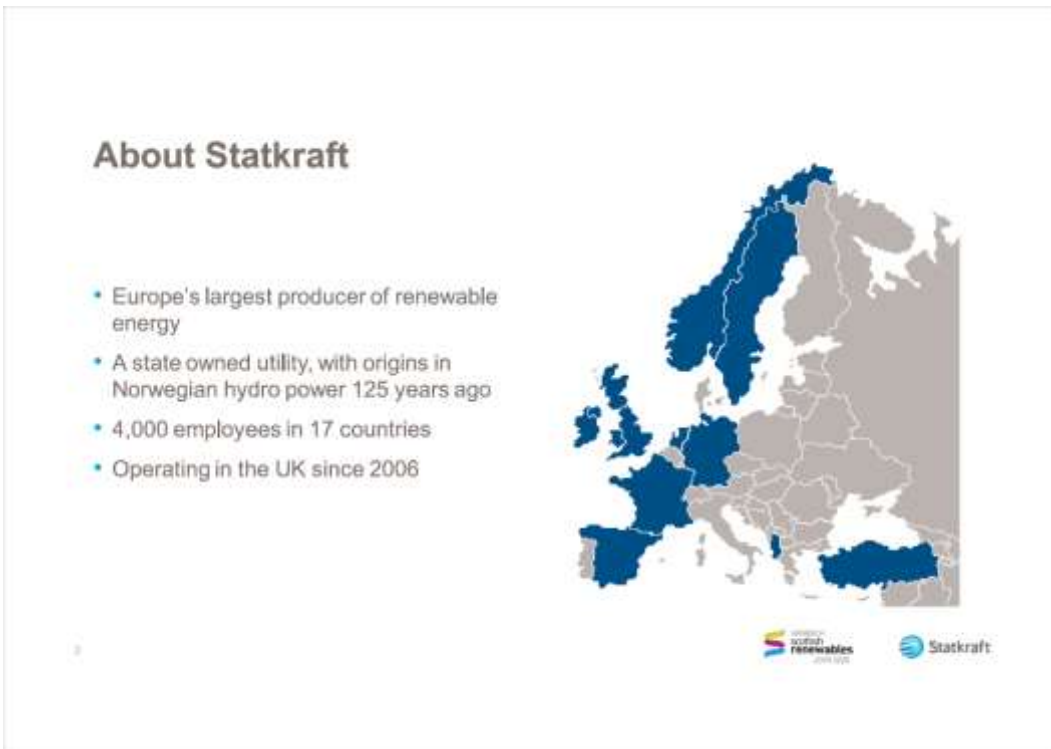 About Statkraft
• Europe's largest producer of renewable
energy
• A state owned utility, with origins in
Norwegian hydro power 125 years ago
• 4,000 employees in 17 countries
• Operating in the UK since 2006
scottish
renewables
Statkraft